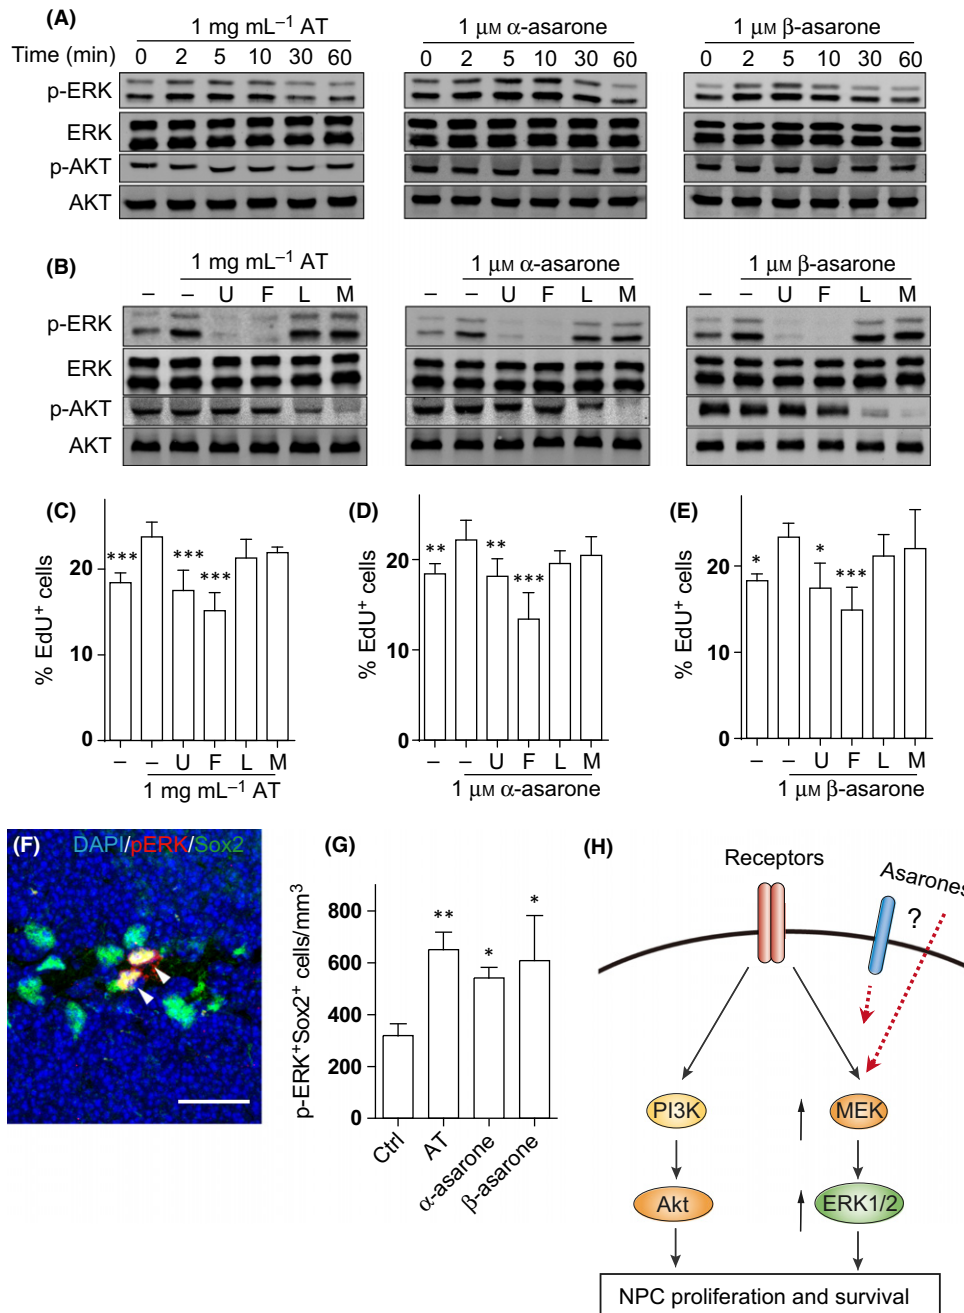 (A)
1 mg mL⁻¹ AT
1 μM α-asarone
1 μM β-asarone
Time (min) 0 2 5 10 30 60
0 2 5 10 30 60
0 2 5 10 30 60
p-ERK
ERK
p-AKT
AKT
(B)
1 mg mL⁻¹ AT
1 μM α-asarone
1 μM β-asarone
– – U F L M
– – U F L M
– – U F L M
p-ERK
ERK
p-AKT
AKT
(C)
% EdU⁺ cells
20
10
0
*** *** ***
– – U F L M
1 mg mL⁻¹ AT
(D)
% EdU⁺ cells
20
10
0
** ** ***
– – U F L M
1 μM α-asarone
(E)
% EdU⁺ cells
20
10
0
* * ***
– – U F L M
1 μM β-asarone
(F)
DAPI/pERK/Sox2
(G)
p-ERK⁺Sox2⁺ cells/mm³
800
600
400
200
0
** * *
Ctrl
AT
α-asarone
β-asarone
(H)
Receptors
Asarones
?
PI3K
MEK
Akt
ERK1/2
NPC proliferation and survival